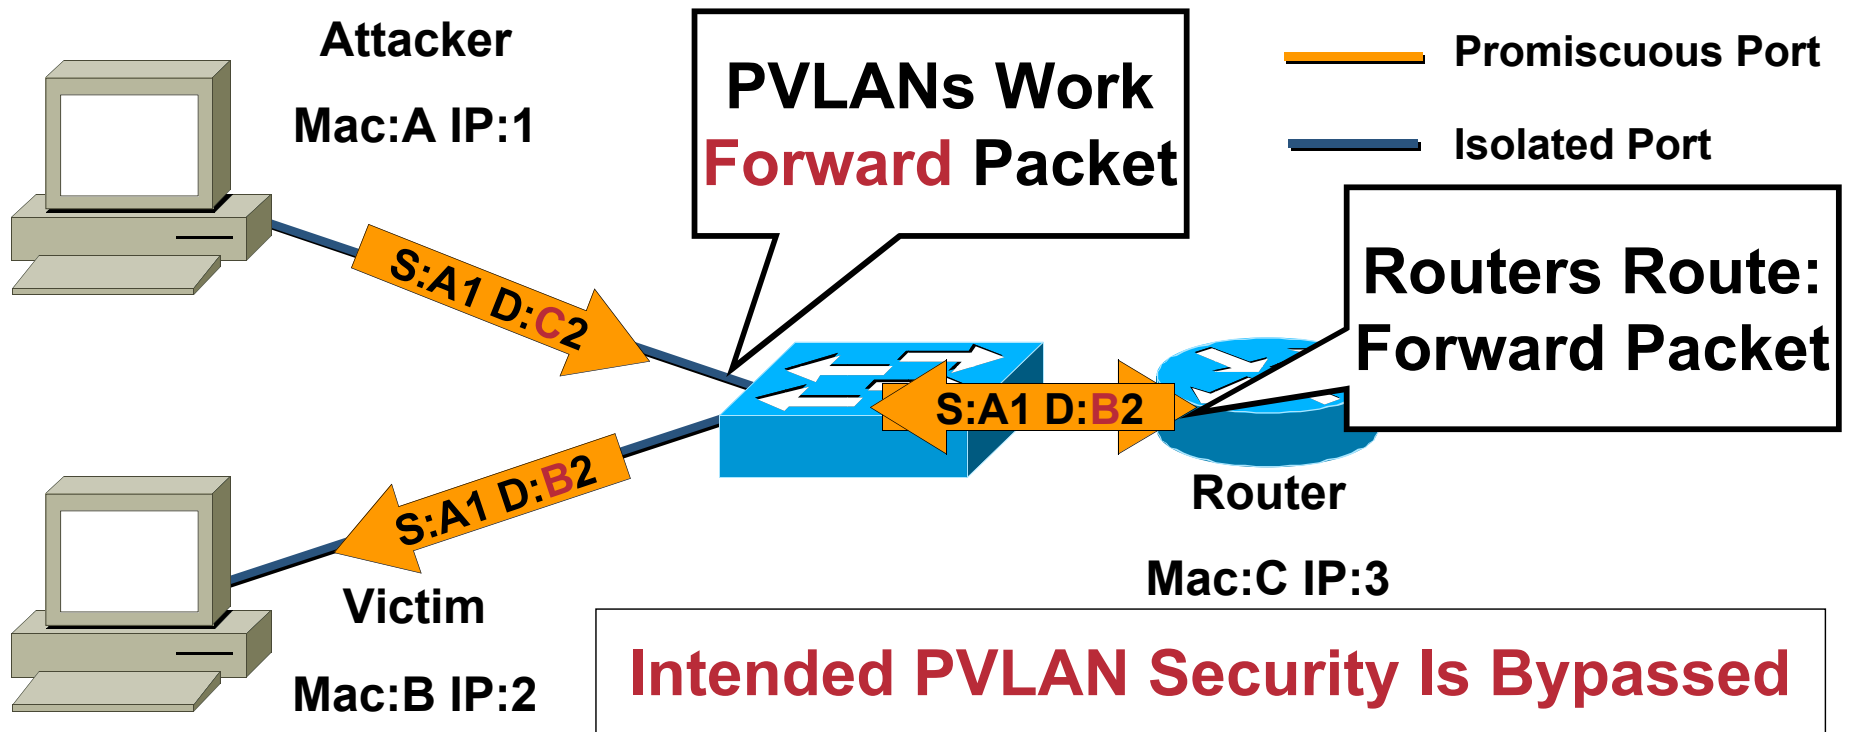 Attacker
Mac:A IP:1
PVLANs Work
Forward Packet
Promiscuous Port
Isolated Port
Routers Route:
Forward Packet
S:A1 D:C2
S:A1 D:B2
S:A1 D:B2
Router
Mac:C IP:3
Victim
Mac:B IP:2
Intended PVLAN Security Is Bypassed